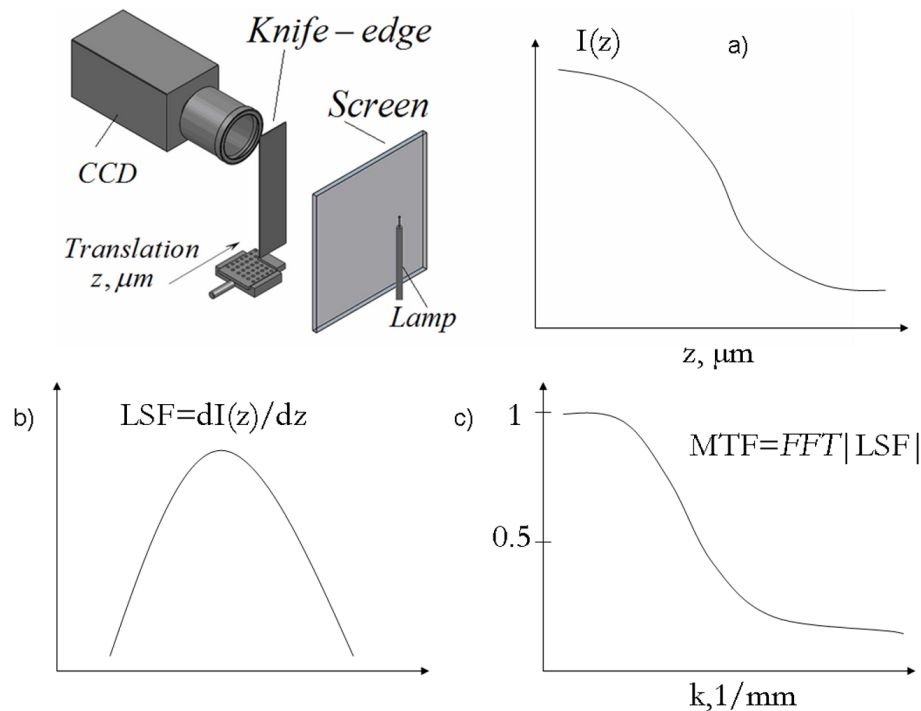 Knife – edge
Screen
CCD
Translation
z, μm
Lamp
I(z)
a)
z, μm
b)
LSF=dI(z)/dz
c)
1
MTF=FFT|LSF|
0.5
k,1/mm